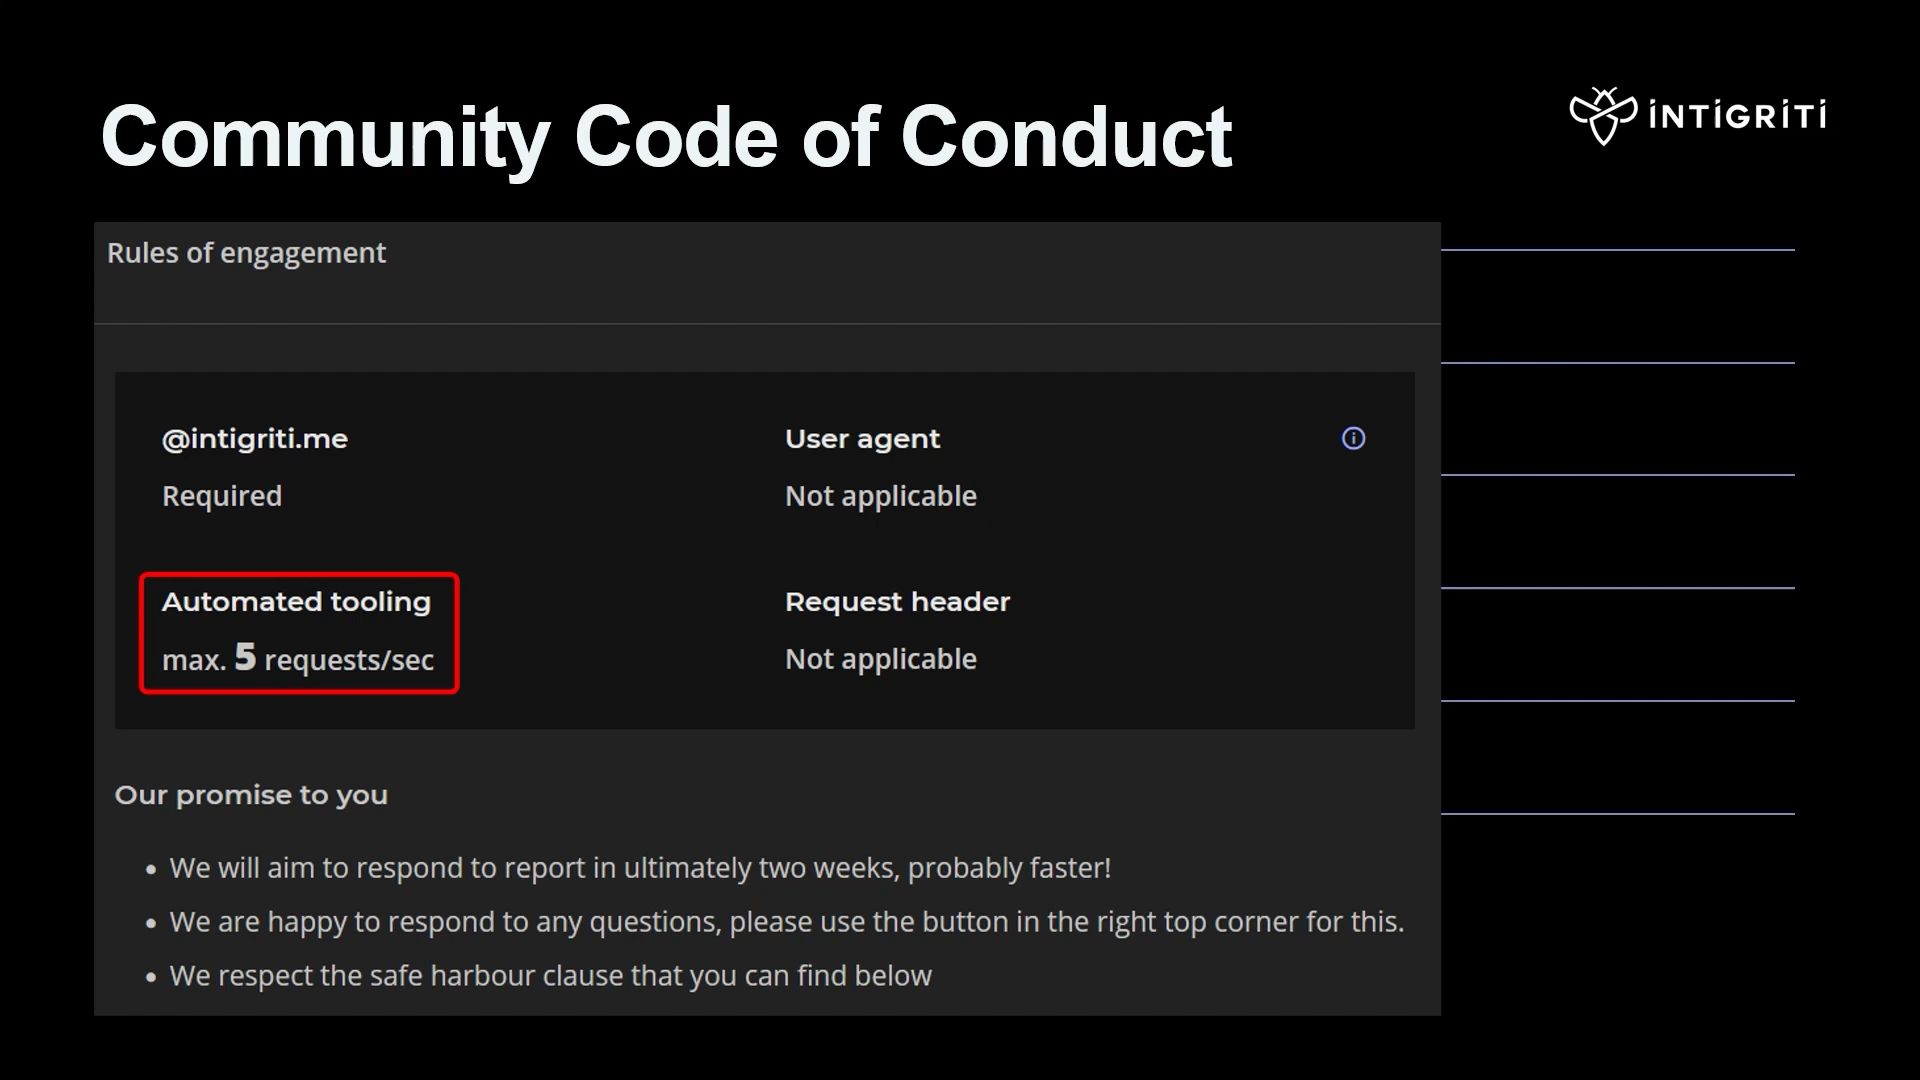 Community Code of Conduct
INTIGRITI
Rules of engagement
@intigriti.me
Required
User agent
Not applicable
Automated tooling
max. 5 requests/sec
Request header
Not applicable
Our promise to you
• We will aim to respond to report in ultimately two weeks, probably faster!
• We are happy to respond to any questions, please use the button in the right top corner for this.
• We respect the safe harbour clause that you can find below